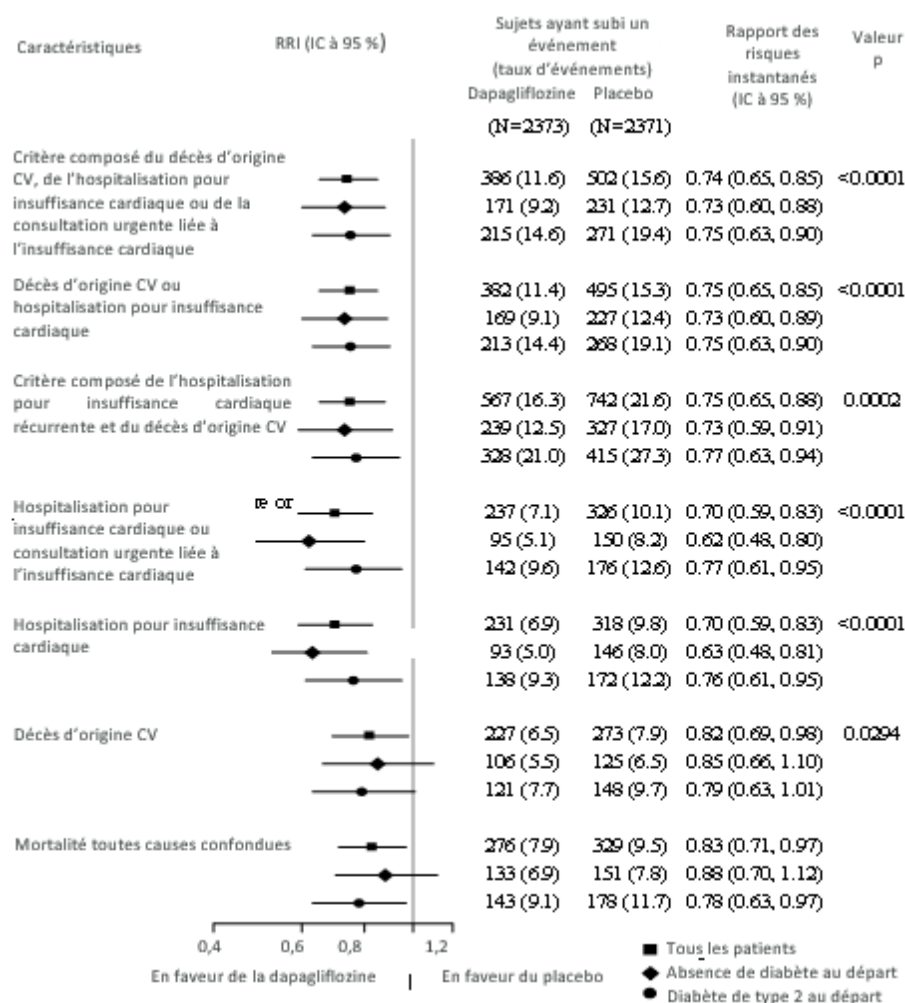 Caractéristiques
RRI (IC à 95 %)
Sujets ayant subi un
événement
(taux d'événements)
Dapagliflozine Placebo
Rapport des
risques
instantanés
(IC à 95 %)
Valeur
p
(N=2373) (N=2371)
Critère composé du décès d'origine
CV, de l'hospitalisation pour
insuffisance cardiaque ou de la
consultation urgente liée à
l'insuffisance cardiaque
386 (11.6) 502 (15.6) 0.74 (0.65, 0.85) <0.0001
171 (9.2) 231 (12.7) 0.73 (0.60, 0.88)
215 (14.6) 271 (19.4) 0.75 (0.63, 0.90)
Décès d'origine CV ou
hospitalisation pour insuffisance
cardiaque
382 (11.4) 495 (15.3) 0.75 (0.65, 0.85) <0.0001
169 (9.1) 227 (12.4) 0.73 (0.60, 0.89)
213 (14.4) 268 (19.1) 0.75 (0.63, 0.90)
Critère composé de l'hospitalisation
pour insuffisance cardiaque
récurrente et du décès d'origine CV
567 (16.3) 742 (21.6) 0.75 (0.65, 0.88) 0.0002
239 (12.5) 327 (17.0) 0.73 (0.59, 0.91)
328 (21.0) 415 (27.3) 0.77 (0.63, 0.94)
Hospitalisation pour
insuffisance cardiaque ou
consultation urgente liée à
l'insuffisance cardiaque
re or
237 (7.1) 326 (10.1) 0.70 (0.59, 0.83) <0.0001
95 (5.1) 150 (8.2) 0.62 (0.48, 0.80)
142 (9.6) 176 (12.6) 0.77 (0.61, 0.95)
Hospitalisation pour insuffisance
cardiaque
231 (6.9) 318 (9.8) 0.70 (0.59, 0.83) <0.0001
93 (5.0) 146 (8.0) 0.63 (0.48, 0.81)
138 (9.3) 172 (12.2) 0.76 (0.61, 0.95)
Décès d'origine CV
227 (6.5) 273 (7.9) 0.82 (0.69, 0.98) 0.0294
106 (5.5) 125 (6.5) 0.85 (0.66, 1.10)
121 (7.7) 148 (9.7) 0.79 (0.63, 1.01)
Mortalité toutes causes confondues
276 (7.9) 329 (9.5) 0.83 (0.71, 0.97)
133 (6.9) 151 (7.8) 0.88 (0.70, 1.12)
143 (9.1) 178 (11.7) 0.78 (0.63, 0.97)
0,4 0,6 0,8 1 1,2
En faveur de la dapagliflozine | En faveur du placebo
Tous les patients
Absence de diabète au départ
Diabète de type 2 au départ